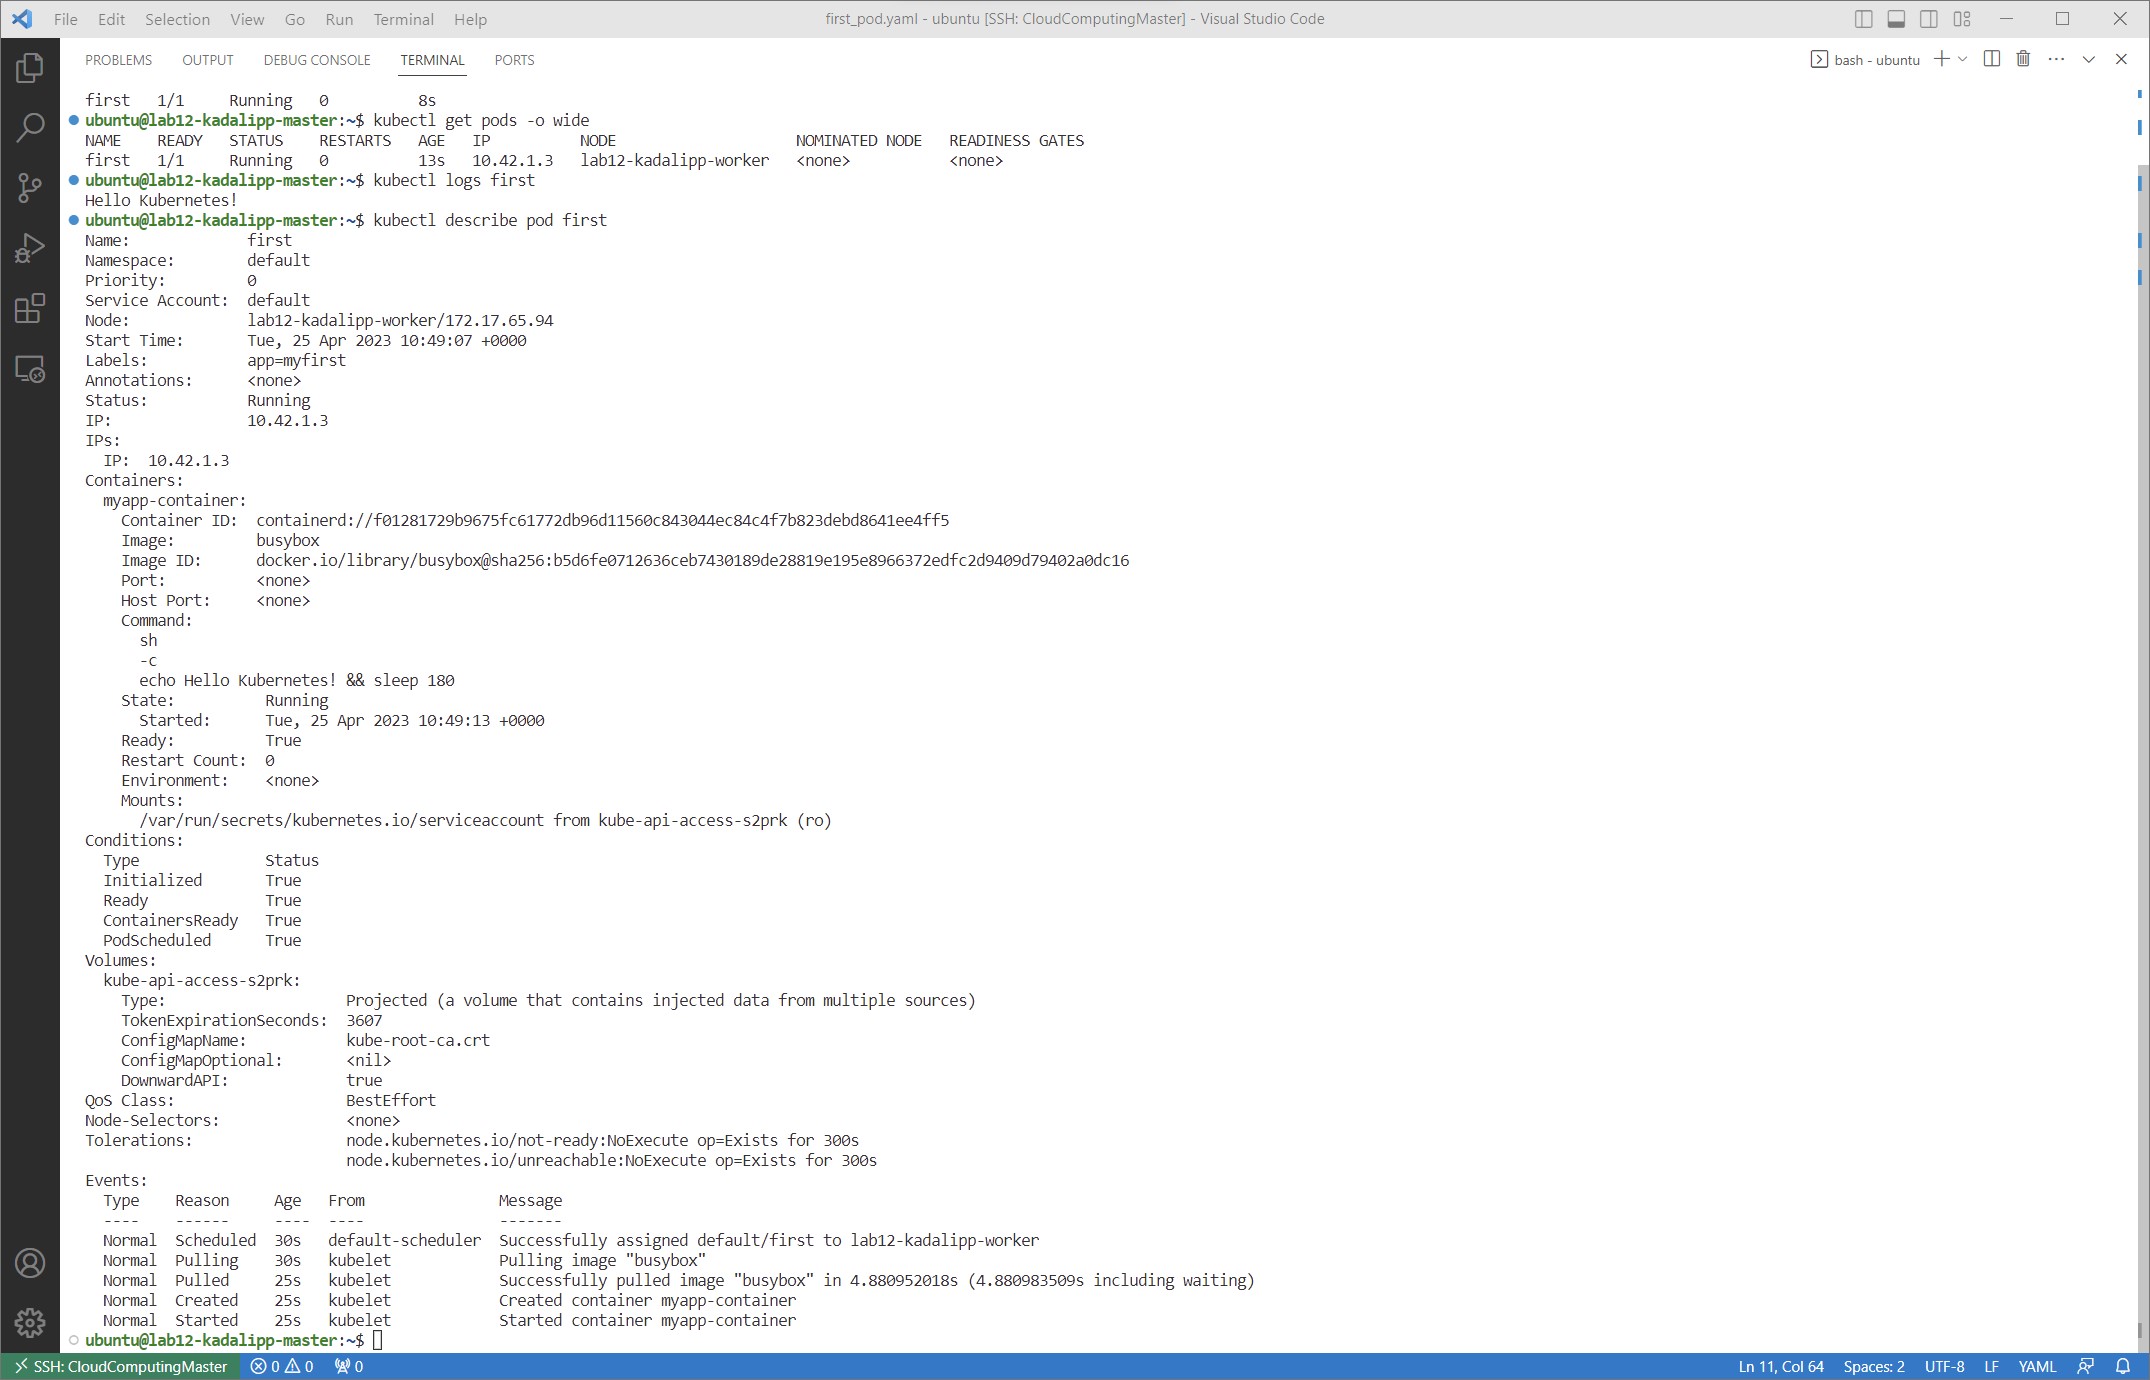 File Edit Selection View Go Run Terminal Help first_pod.yaml - ubuntu [SSH: CloudComputingMaster] - Visual Studio Code
PROBLEMS OUTPUT DEBUG CONSOLE TERMINAL PORTS bash - ubuntu
first   1/1     Running   0          8s
ubuntu@lab12-kadalipp-master:~$ kubectl get pods -o wide
NAME    READY   STATUS    RESTARTS   AGE   IP          NODE                    NOMINATED NODE   READINESS GATES
first   1/1     Running   0          13s   10.42.1.3   lab12-kadalipp-worker   <none>           <none>
ubuntu@lab12-kadalipp-master:~$ kubectl logs first
Hello Kubernetes!
ubuntu@lab12-kadalipp-master:~$ kubectl describe pod first
Name:             first
Namespace:        default
Priority:         0
Service Account:  default
Node:             lab12-kadalipp-worker/172.17.65.94
Start Time:       Tue, 25 Apr 2023 10:49:07 +0000
Labels:           app=myfirst
Annotations:      <none>
Status:           Running
IP:               10.42.1.3
IPs:
  IP:  10.42.1.3
Containers:
  myapp-container:
    Container ID:  containerd://f01281729b9675fc61772db96d11560c843044ec84c4f7b823debd8641ee4ff5
    Image:         busybox
    Image ID:      docker.io/library/busybox@sha256:b5d6fe0712636ceb7430189de28819e195e8966372edfc2d9409d79402a0dc16
    Port:          <none>
    Host Port:     <none>
    Command:
      sh
      -c
      echo Hello Kubernetes! && sleep 180
    State:          Running
      Started:      Tue, 25 Apr 2023 10:49:13 +0000
    Ready:          True
    Restart Count:  0
    Environment:    <none>
    Mounts:
      /var/run/secrets/kubernetes.io/serviceaccount from kube-api-access-s2prk (ro)
Conditions:
  Type              Status
  Initialized       True
  Ready             True
  ContainersReady   True
  PodScheduled      True
Volumes:
  kube-api-access-s2prk:
    Type:                    Projected (a volume that contains injected data from multiple sources)
    TokenExpirationSeconds:  3607
    ConfigMapName:           kube-root-ca.crt
    ConfigMapOptional:       <nil>
    DownwardAPI:             true
QoS Class:                   BestEffort
Node-Selectors:              <none>
Tolerations:                 node.kubernetes.io/not-ready:NoExecute op=Exists for 300s
                             node.kubernetes.io/unreachable:NoExecute op=Exists for 300s
Events:
  Type    Reason     Age   From               Message
  ----    ------     ----  ----               -------
  Normal  Scheduled  30s   default-scheduler  Successfully assigned default/first to lab12-kadalipp-worker
  Normal  Pulling    30s   kubelet            Pulling image "busybox"
  Normal  Pulled     25s   kubelet            Successfully pulled image "busybox" in 4.880952018s (4.880983509s including waiting)
  Normal  Created    25s   kubelet            Created container myapp-container
  Normal  Started    25s   kubelet            Started container myapp-container
ubuntu@lab12-kadalipp-master:~$
SSH: CloudComputingMaster 0 0 0 Ln 11, Col 64 Spaces: 2 UTF-8 LF YAML